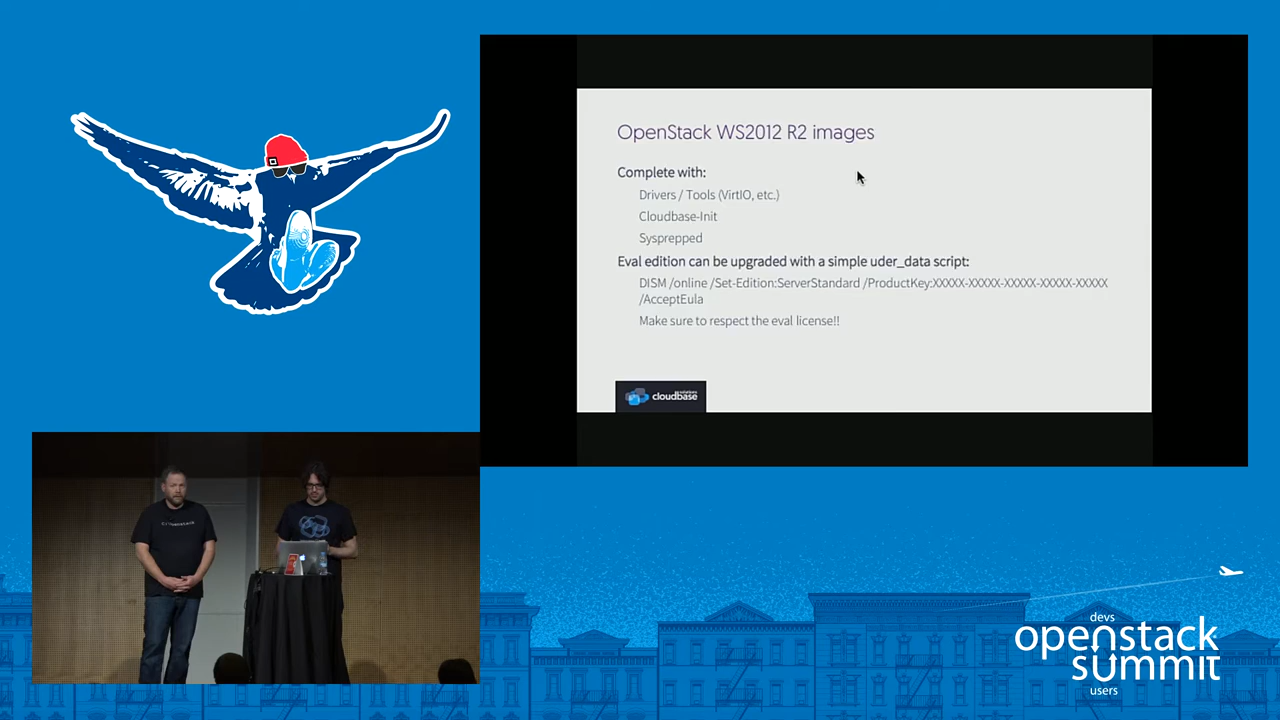 OpenStack WS2012 R2 images
Complete with:
Drivers / Tools (VirtIO, etc.)
Cloudbase-Init
Sysprepped
Eval edition can be upgraded with a simple uder_data script:
DISM /online /Set-Edition:ServerStandard /ProductKey:XXXXX-XXXXX-XXXXX-XXXXX-XXXXX
/AcceptEula
Make sure to respect the eval license!!
cloudbase
solutions
devs
openstack
summit
users